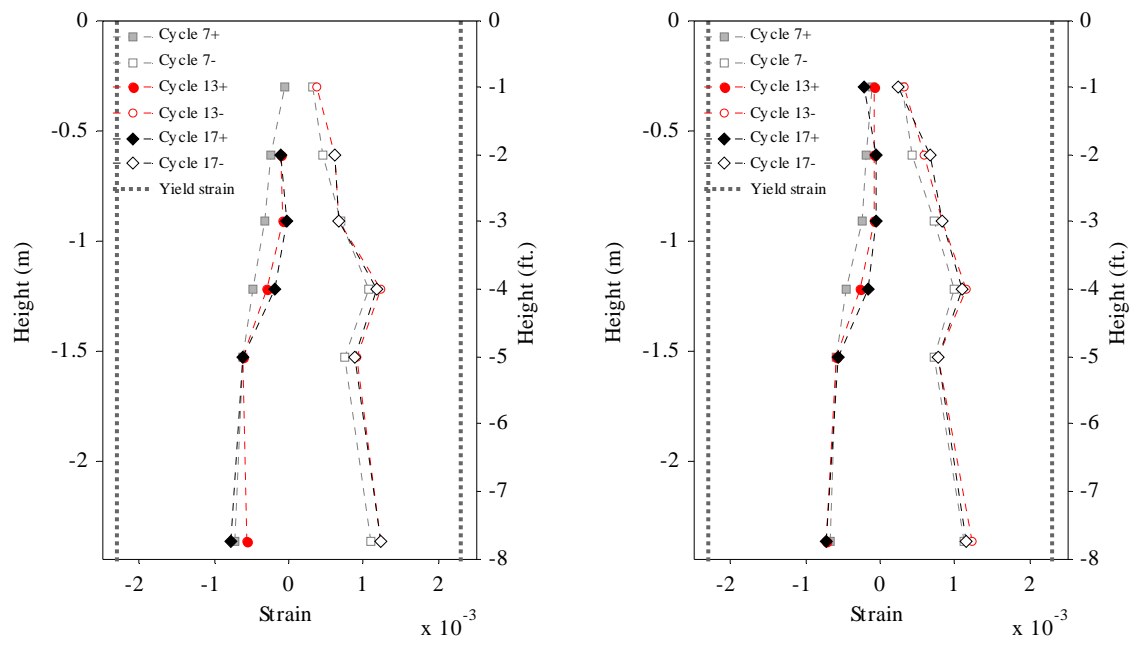 0
-0.5
-1
-1.5
-2
Height (m)
Cycle 7+
Cycle 7-
Cycle 13+
Cycle 13-
Cycle 17+
Cycle 17-
Yield strain
0
-1
-2
-3
-4
-5
-6
-7
-8
Height (ft.)
-2 -1 0 1 2
Strain
x 10-3
0
-0.5
-1
-1.5
-2
Height (m)
Cycle 7+
Cycle 7-
Cycle 13+
Cycle 13-
Cycle 17+
Cycle 17-
Yield strain
0
-1
-2
-3
-4
-5
-6
-7
-8
Height (ft.)
-2 -1 0 1 2
Strain
x 10-3